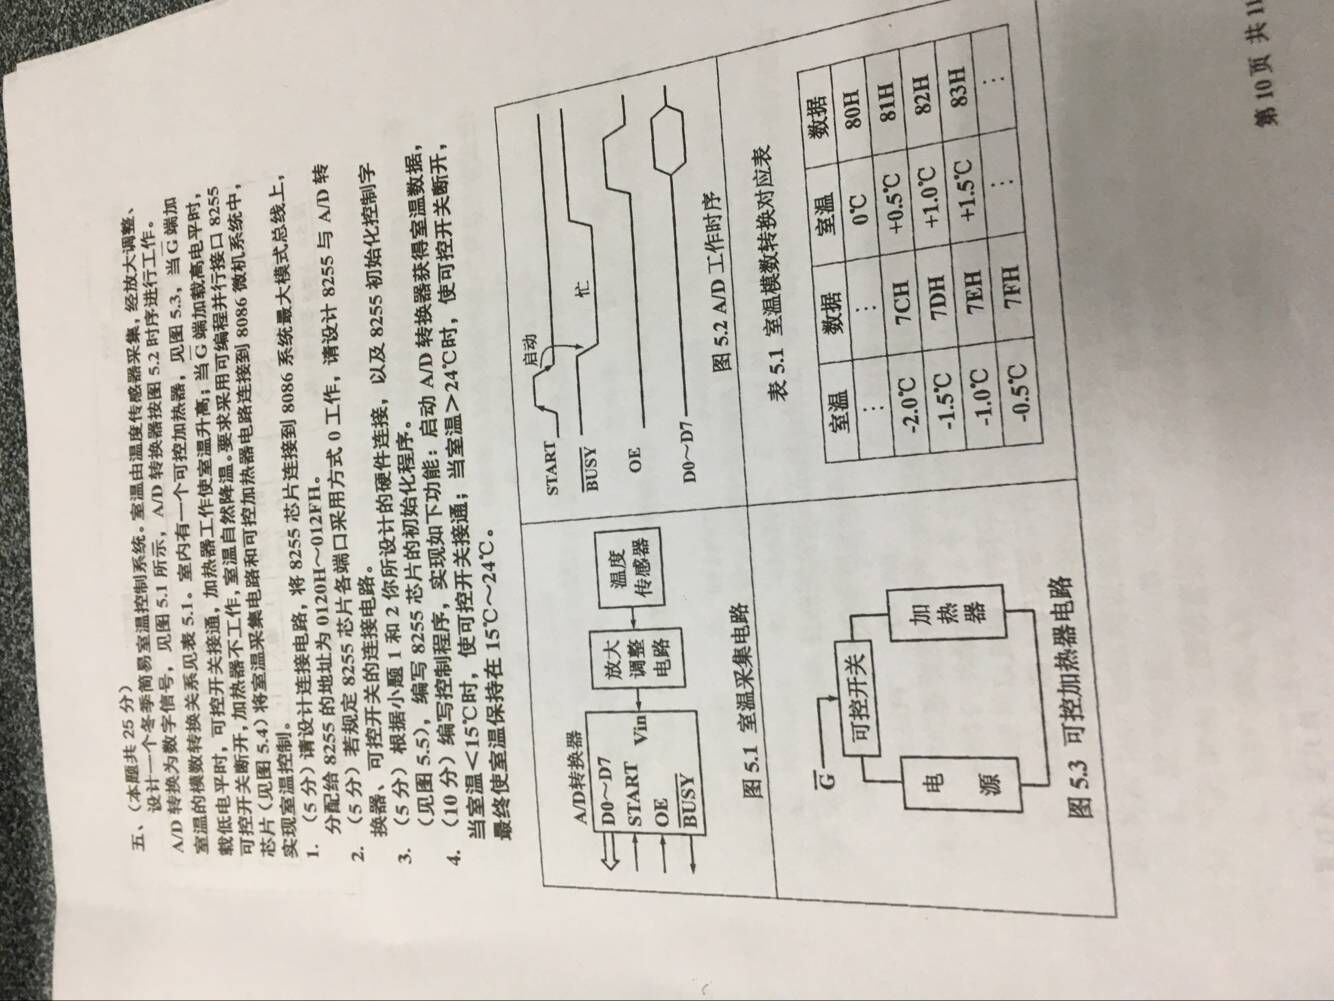 五、（本题共 25 分）
设计一个冬季简易室温控制系统。室温由温度传感器采集，经放大调整、
A/D 转换为数字信号，见图 5.1 所示，A/D 转换器按图 5.2 时序进行工作。
室温的模数转换关系见表 5.1。室内有一个可控加热器，见图 5.3，当 G̅ 端加
载低电平时，可控开关接通，加热器工作使室温升高；当 G̅ 端加载高电平时，
可控开关断开，加热器不工作，室温自然降温。要求采用可编程并行接口 8255
芯片（见图 5.4）将室温采集电路和可控加热器电路连接到 8086 微机系统中，
实现室温控制。
1. （5 分）请设计连接电路，将 8255 芯片连接到 8086 系统最大模式总线上，
分配给 8255 的地址为 0120H～012FH。
2. （5 分）若规定 8255 芯片各端口采用方式 0 工作，请设计 8255 与 A/D 转
换器、可控开关的连接电路。
3. （5 分）根据小题 1 和 2 你所设计的硬件连接，以及 8255 初始化控制字
（见图 5.5），编写 8255 芯片的初始化程序。
4. （10 分）编写控制程序，实现如下功能：启动 A/D 转换器获得室温数据，
当室温＜15℃时，使可控开关接通；当室温＞24℃时，使可控开关断开，
最终使室温保持在 15℃～24℃。
A/D转换器
D0～D7
START
OE
B̅U̅S̅Y̅
Vin
放大
调整
电路
温度
传感器
图 5.1 室温采集电路
START
启动
B̅U̅S̅Y̅
忙
OE
D0～D7
图 5.2 A/D 工作时序
G̅
可控开关
电
源
加
热
器
图 5.3 可控加热器电路
表 5.1 室温模数转换对应表
室温 数据 室温 数据
⋮ ⋮ 0℃ 80H
-2.0℃ 7CH +0.5℃ 81H
-1.5℃ 7DH +1.0℃ 82H
-1.0℃ 7EH +1.5℃ 83H
-0.5℃ 7FH ⋮ ⋮
第 10 页 共 11